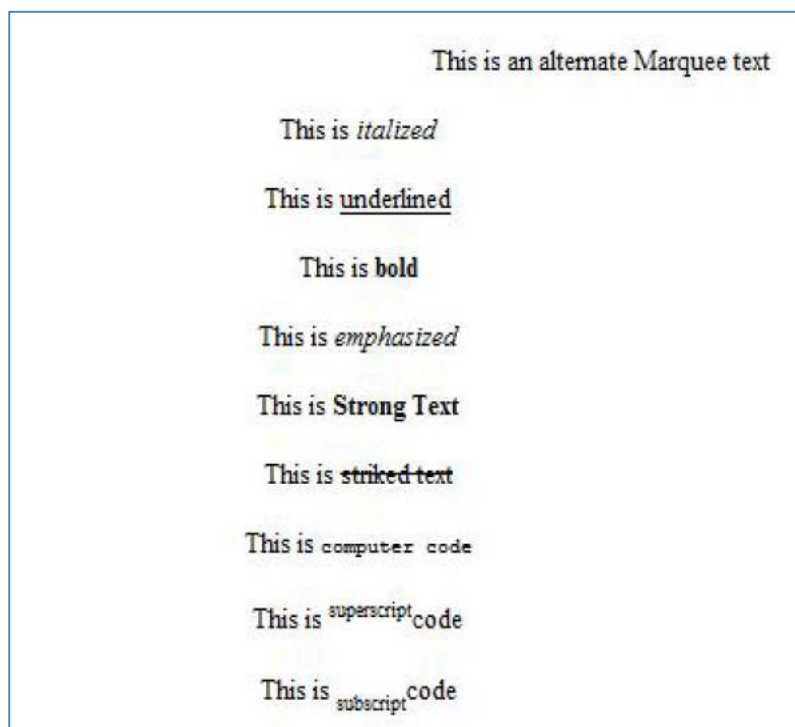 This is an alternate Marquee text
This is italized
This is underlined
This is bold
This is emphasized
This is Strong Text
This is striked text
This is computer code
This is superscriptcode
This is subscriptcode